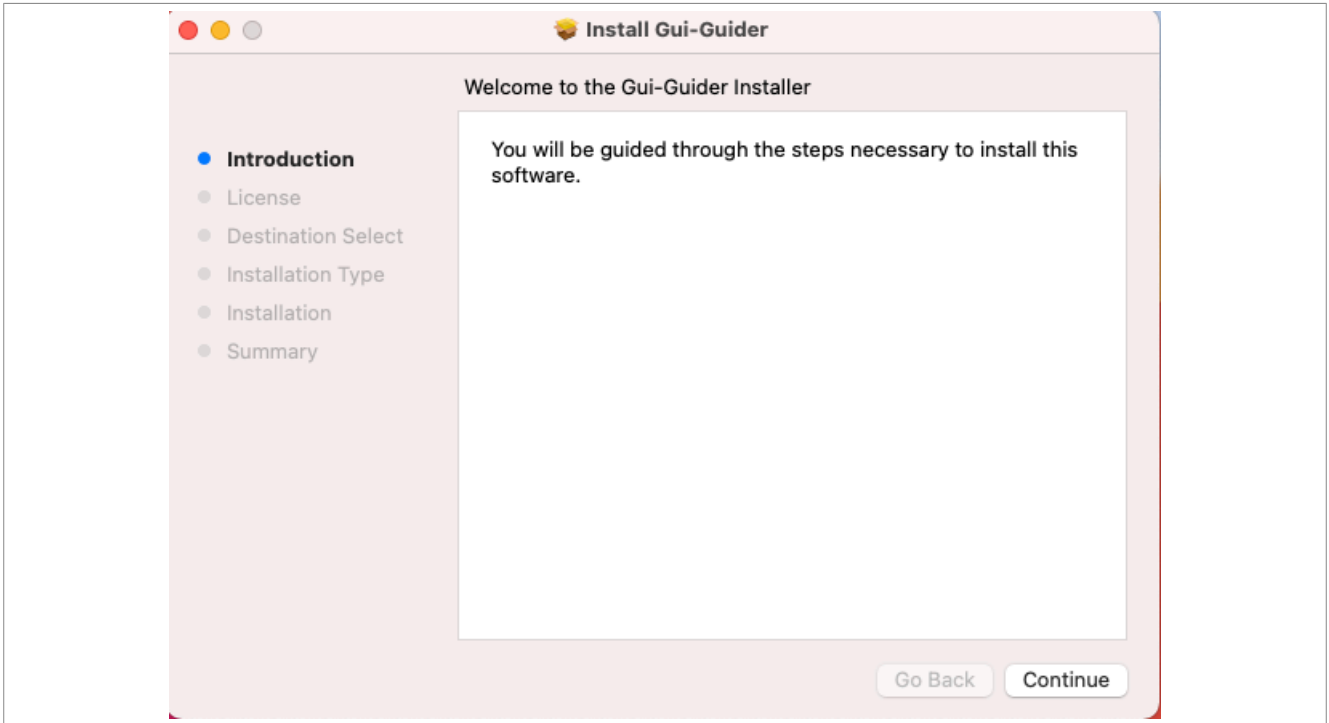 Install Gui-Guider
Welcome to the Gui-Guider Installer
Introduction
License
Destination Select
Installation Type
Installation
Summary
You will be guided through the steps necessary to install this
software.
Go Back
Continue